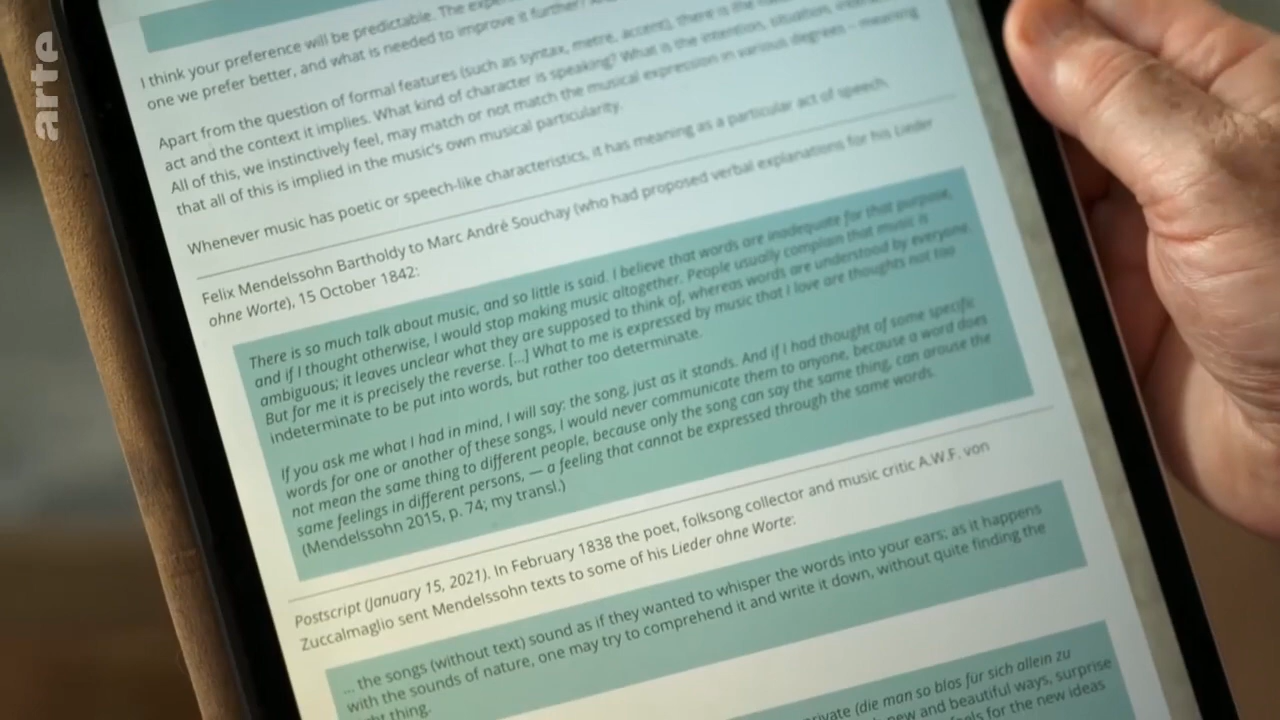 arte
I think your preference will be predictable. The
one we prefer better, and what is needed to improve it further?
Apart from the question of formal features (such as syntax, metre, accent), there is the
act and the context it implies. What kind of character is speaking? What is the intention, situation,
All of this, we instinctively feel, may match or not match the musical expression in various degrees – meaning
that all of this is implied in the music's own musical particularity.
Whenever music has poetic or speech-like characteristics, it has meaning as a particular act of speech.
Felix Mendelssohn Bartholdy to Marc André Souchay (who had proposed verbal explanations for his Lieder
ohne Worte), 15 October 1842:
There is so much talk about music, and so little is said. I believe that words are inadequate for that purpose,
and if I thought otherwise, I would stop making music altogether. People usually complain that music is
ambiguous; it leaves unclear what they are supposed to think of, whereas words are understood by everyone.
But for me it is precisely the reverse. [...] What to me is expressed by music that I love are thoughts not too
indeterminate to be put into words, but rather too determinate.
If you ask me what I had in mind, I will say: the song, just as it stands. And if I had thought of some specific
words for one or another of these songs, I would never communicate them to anyone, because a word does
not mean the same thing to different people, because only the song can say the same thing, can arouse the
same feelings in different persons, — a feeling that cannot be expressed through the same words.
(Mendelssohn 2015, p. 74; my transl.)
Postscript (January 15, 2021). In February 1838 the poet, folksong collector and music critic A.W.F. von
Zuccalmaglio sent Mendelssohn texts to some of his Lieder ohne Worte:
... the songs (without text) sound as if they wanted to whisper the words into your ears; as it happens
with the sounds of nature, one may try to comprehend it and write it down, without quite finding the
thing.
(die man so blos für sich allein zu
new and beautiful ways, surprise
for the new ideas